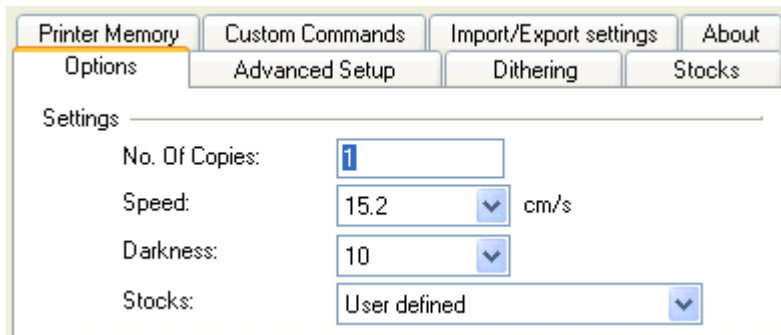 Printer Memory Custom Commands Import/Export settings About
Options Advanced Setup Dithering Stocks
Settings
No. Of Copies: 1
Speed: 15.2 cm/s
Darkness: 10
Stocks: User defined